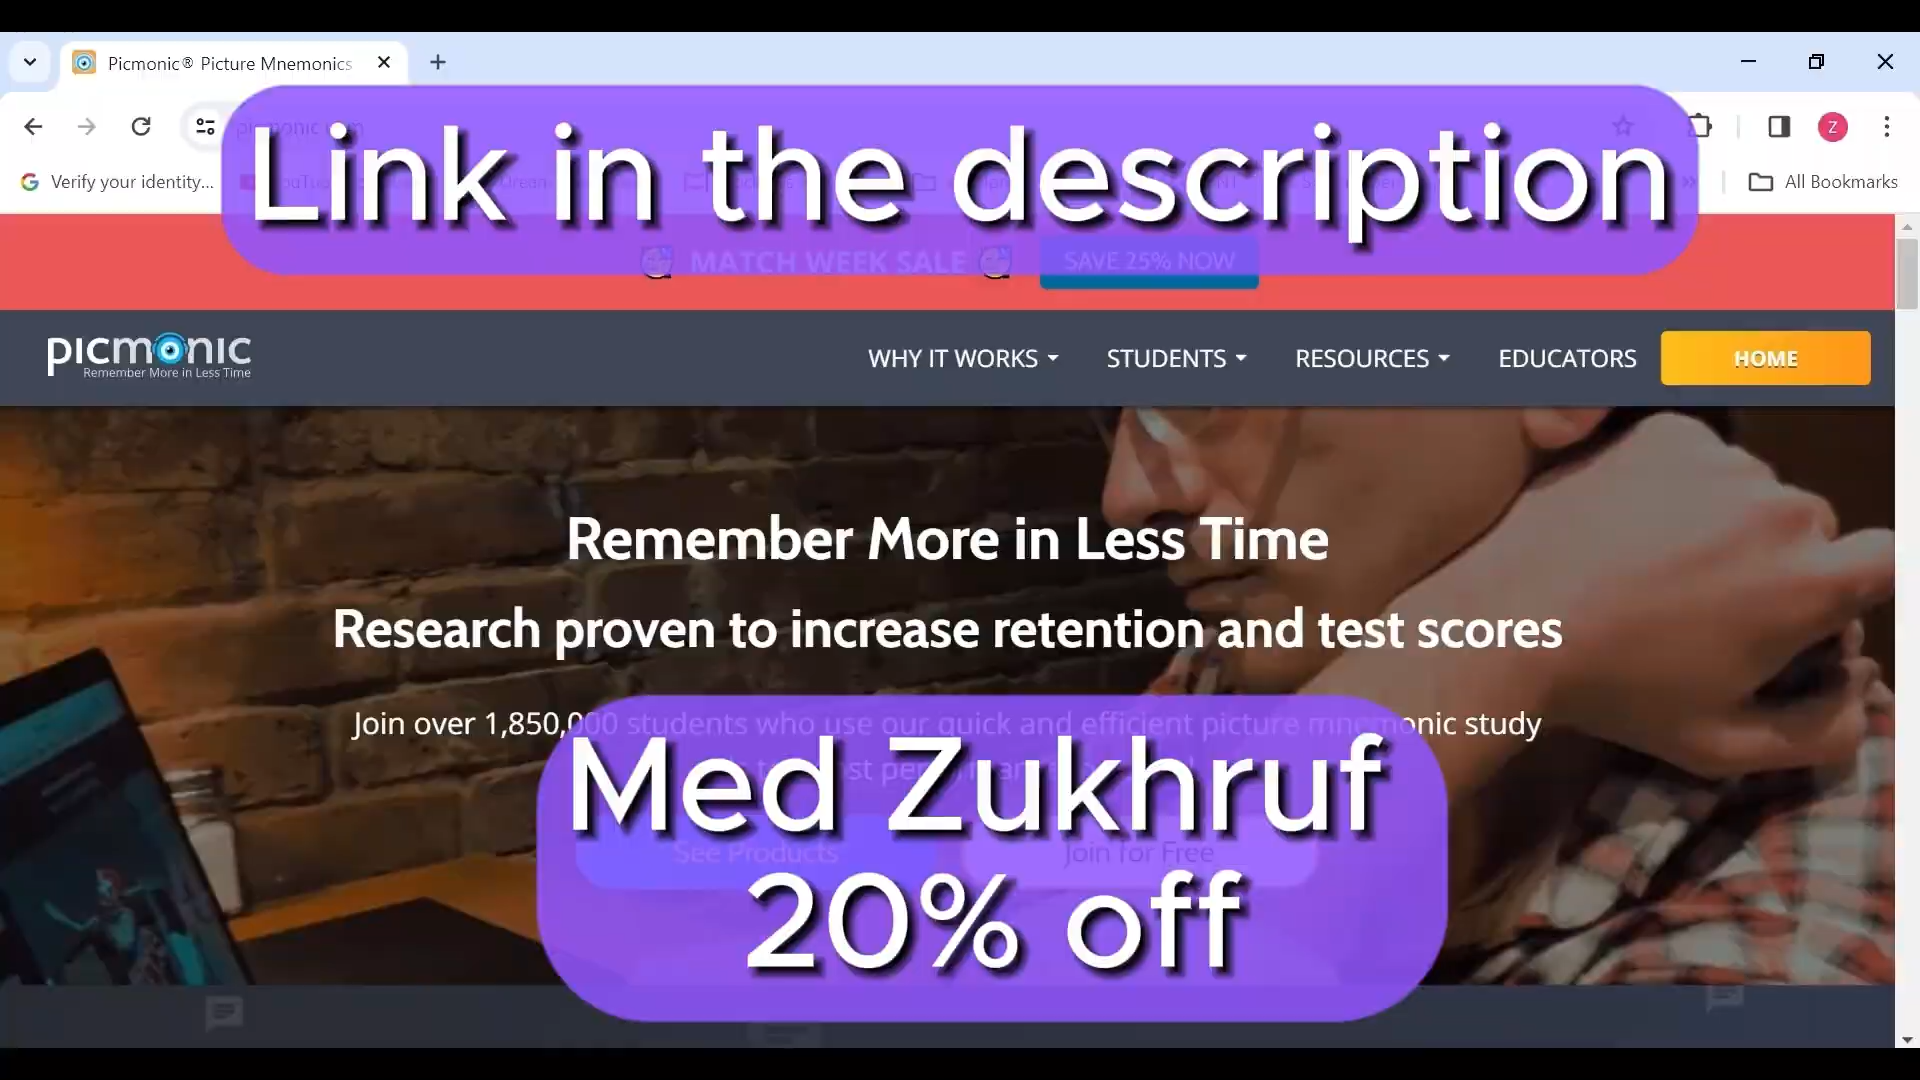 Picmonic® Picture Mnemonics
picmonic.com
Link in the description
Verify your identity...
All Bookmarks
MATCH WEEK SALE
SAVE 25% NOW
picmonic
Remember More in Less Time
WHY IT WORKS
STUDENTS
RESOURCES
EDUCATORS
HOME
Remember More in Less Time
Research proven to increase retention and test scores
Join over 1,850,000 students who use our quick and efficient picture mnemonic study
Med Zukhruf
See Products
Join for Free
20% off
Z